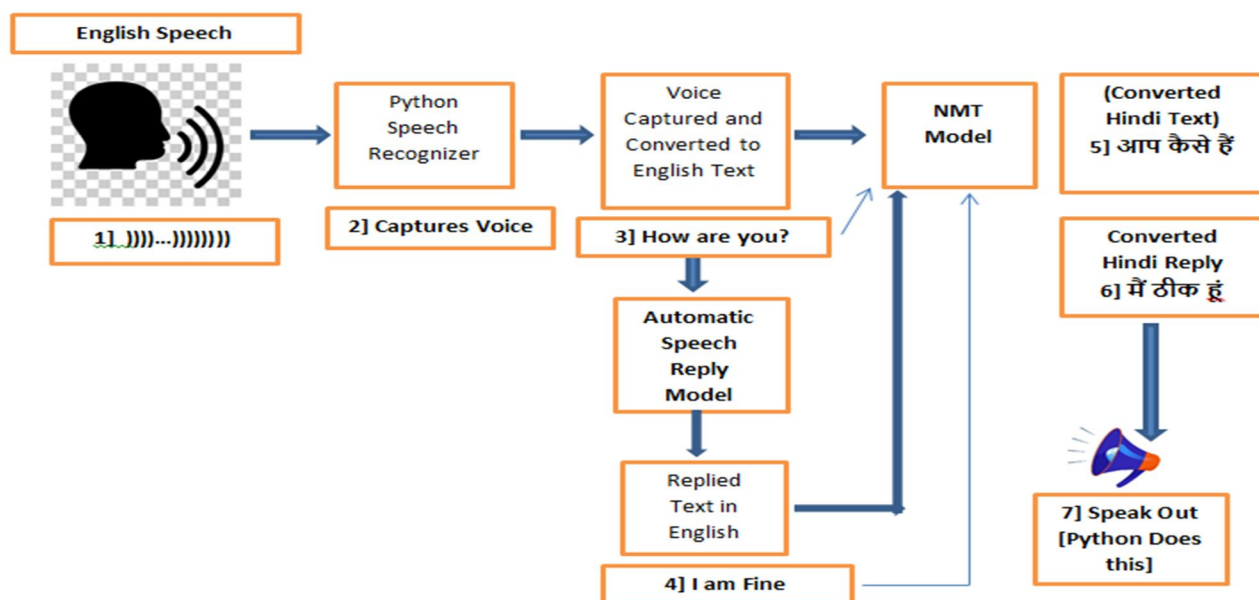 English Speech
1] ))))...))))))))
Python
Speech
Recognizer
2] Captures Voice
Voice
Captured and
Converted to
English Text
3] How are you?
Automatic
Speech
Reply
Model
Replied
Text in
English
4] I am Fine
NMT
Model
(Converted
Hindi Text)
5] आप कैसे हैं
Converted
Hindi Reply
6] मैं ठीक हूं
7] Speak Out
[Python Does
this]